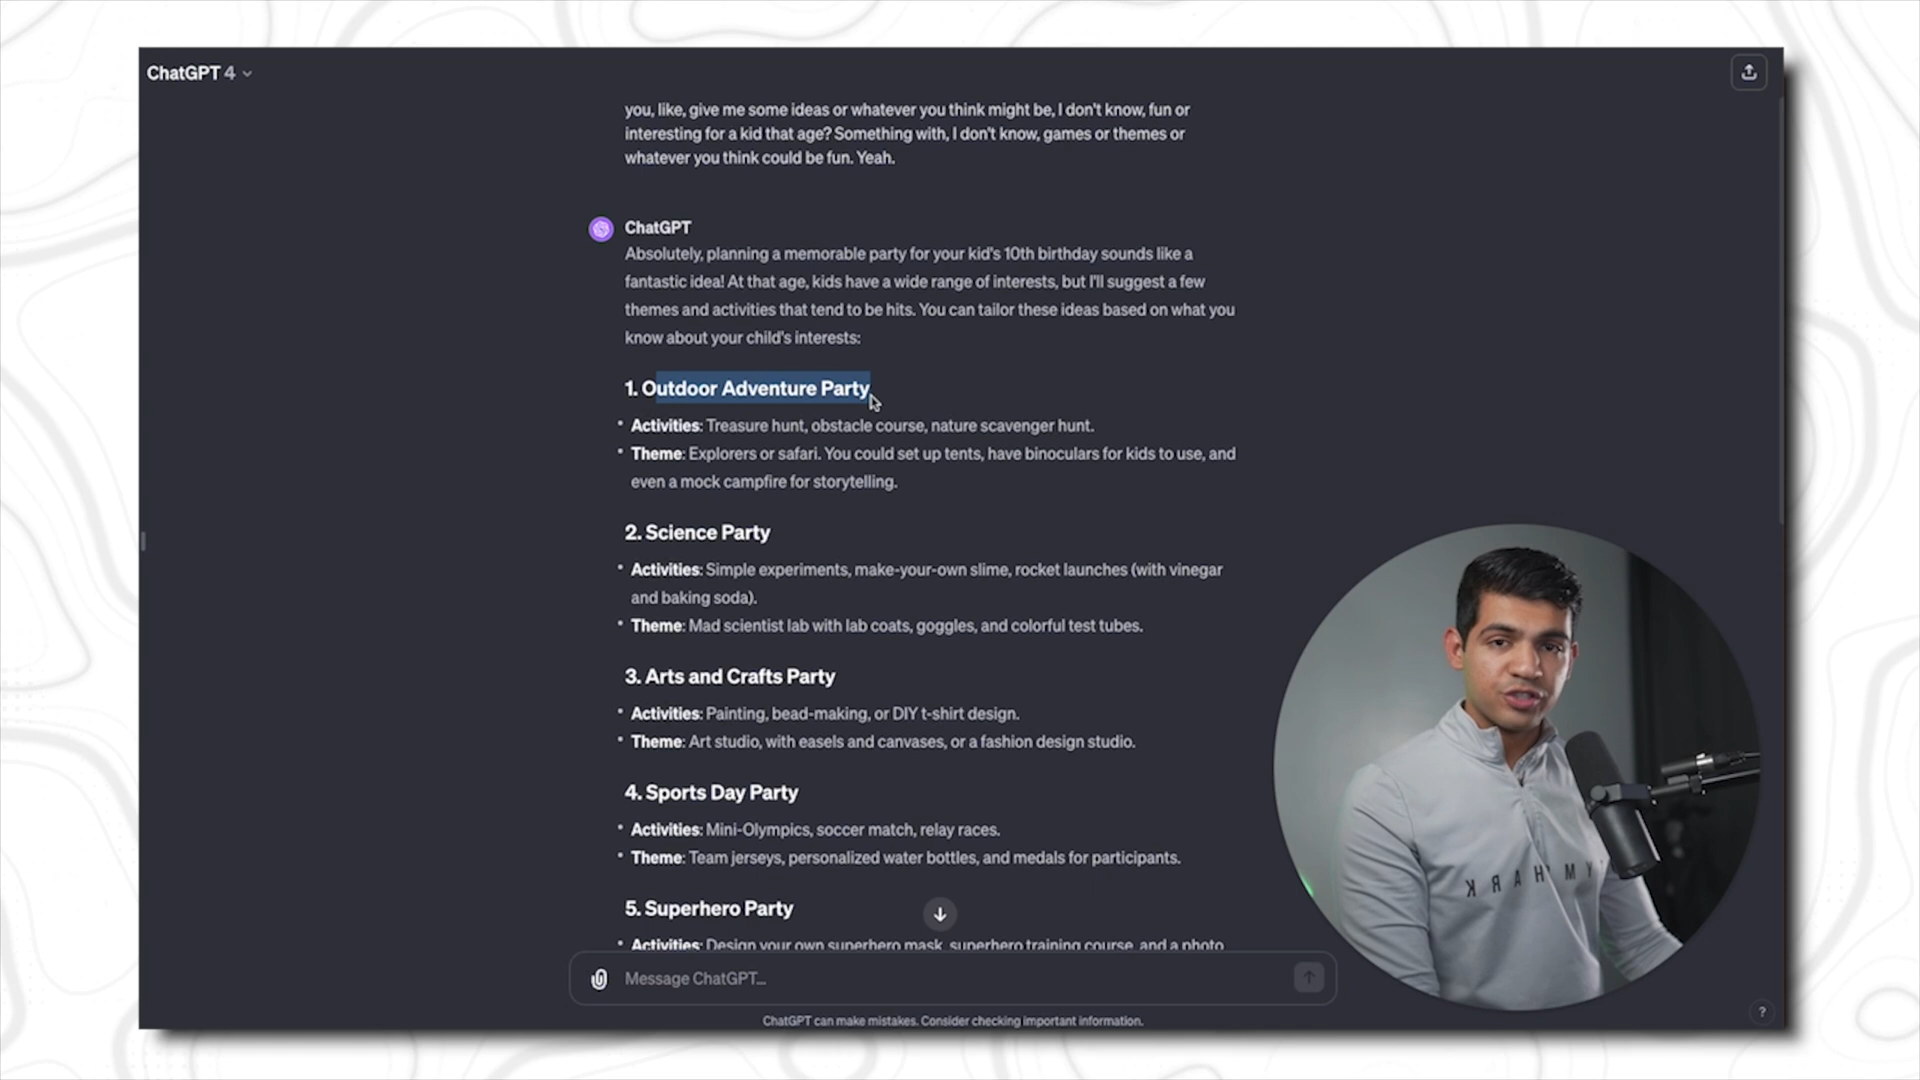 ChatGPT 4
you, like, give me some ideas or whatever you think might be, I don't know, fun or
interesting for a kid that age? Something with, I don't know, games or themes or
whatever you think could be fun. Yeah.
ChatGPT
Absolutely, planning a memorable party for your kid's 10th birthday sounds like a
fantastic idea! At that age, kids have a wide range of interests, but I'll suggest a few
themes and activities that tend to be hits. You can tailor these ideas based on what you
know about your child's interests:
1. Outdoor Adventure Party
• Activities: Treasure hunt, obstacle course, nature scavenger hunt.
• Theme: Explorers or safari. You could set up tents, have binoculars for kids to use, and
even a mock campfire for storytelling.
2. Science Party
• Activities: Simple experiments, make-your-own slime, rocket launches (with vinegar
and baking soda).
• Theme: Mad scientist lab with lab coats, goggles, and colorful test tubes.
3. Arts and Crafts Party
• Activities: Painting, bead-making, or DIY t-shirt design.
• Theme: Art studio, with easels and canvases, or a fashion design studio.
4. Sports Day Party
• Activities: Mini-Olympics, soccer match, relay races.
• Theme: Team jerseys, personalized water bottles, and medals for participants.
5. Superhero Party
• Activities: Design your own superhero mask, superhero training course, and a photo
Message ChatGPT...
ChatGPT can make mistakes. Consider checking important information.
?